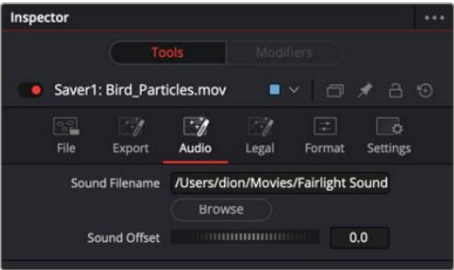 Inspector
Tools Modifiers
Saver1: Bird_Particles.mov
File Export Audio Legal Format Settings
Sound Filename /Users/dion/Movies/Fairlight Sound
Browse
Sound Offset 0.0